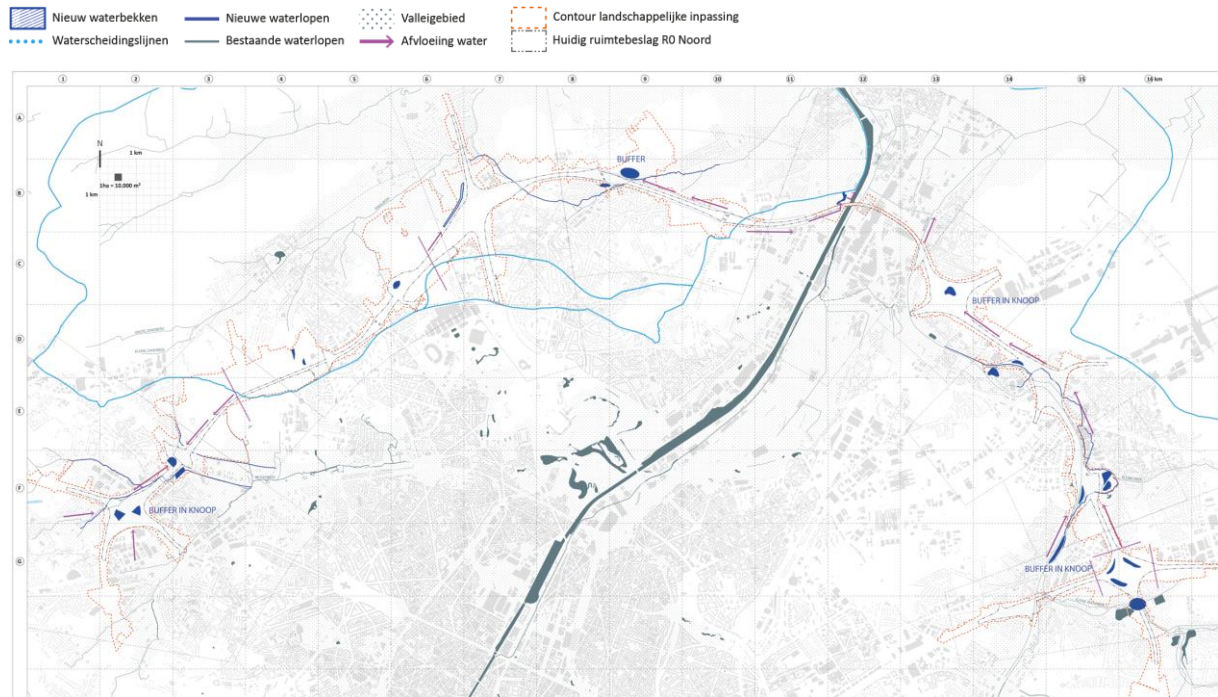 Nieuw waterbekken
Nieuwe waterlopen
Valleigebied
Contour landschappelijke inpassing
Waterscheidingslijnen
Bestaande waterlopen
Afvloeiing water
Huidig ruimtebeslag R0 Noord
1 2 3 4 5 6 7 8 9 10 11 12 13 14 15 16 km
A
N
1 km
BUFFER
1ha = 10,000 m²
B
1 km
C
BUFFER IN KNOOP
D
E
F
BUFFER IN KNOOP
G
BUFFER IN KNOOP